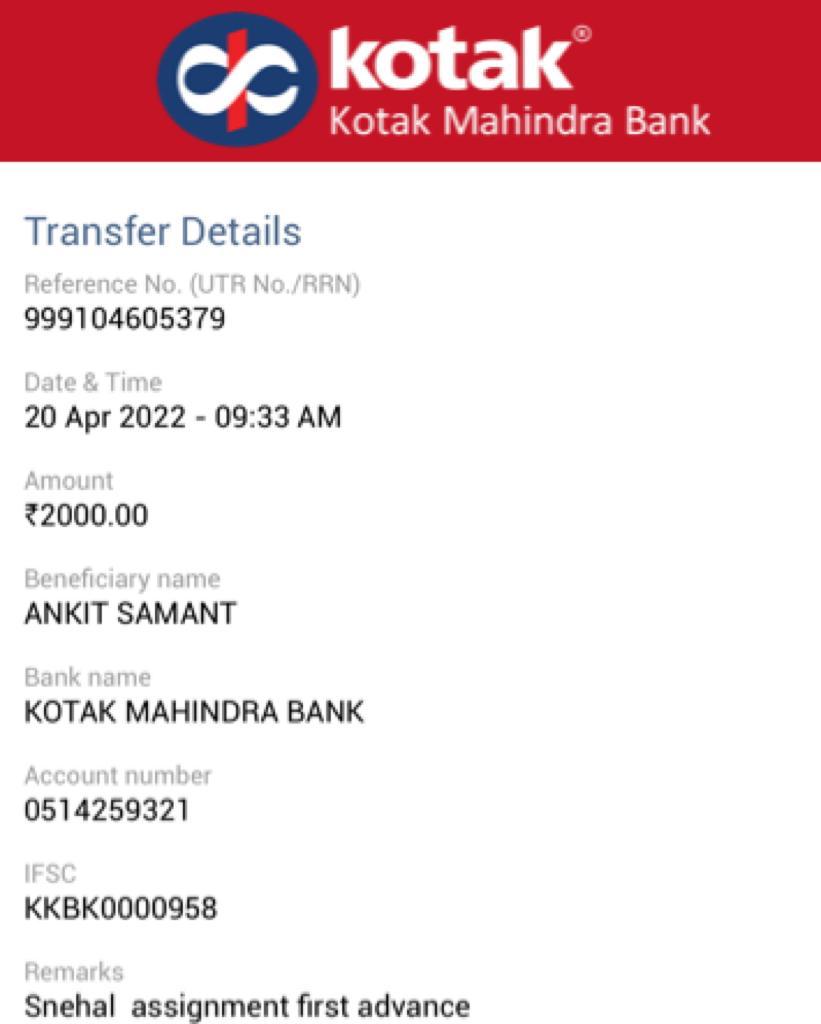 kotak®
Kotak Mahindra Bank
Transfer Details
Reference No. (UTR No./RRN)
999104605379
Date & Time
20 Apr 2022 - 09:33 AM
Amount
₹2000.00
Beneficiary name
ANKIT SAMANT
Bank name
KOTAK MAHINDRA BANK
Account number
0514259321
IFSC
KKBK0000958
Remarks
Snehal  assignment first advance